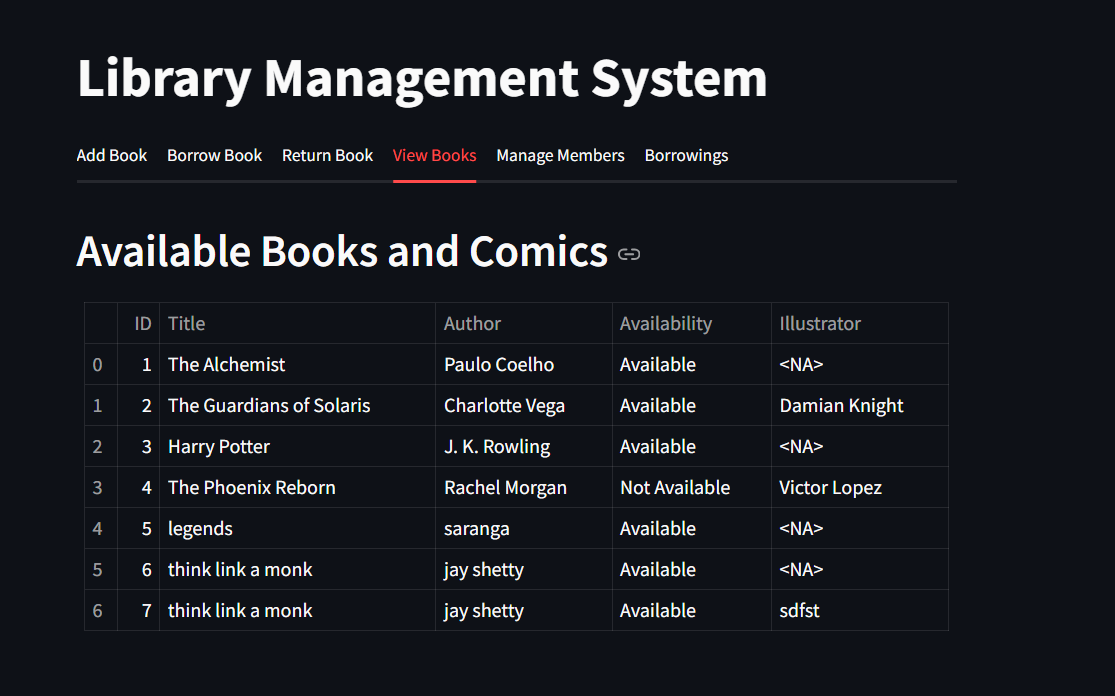 Library Management System
Add Book Borrow Book Return Book View Books Manage Members Borrowings
Available Books and Comics
ID Title Author Availability Illustrator
0 1 The Alchemist Paulo Coelho Available <NA>
1 2 The Guardians of Solaris Charlotte Vega Available Damian Knight
2 3 Harry Potter J. K. Rowling Available <NA>
3 4 The Phoenix Reborn Rachel Morgan Not Available Victor Lopez
4 5 legends saranga Available <NA>
5 6 think link a monk jay shetty Available <NA>
6 7 think link a monk jay shetty Available sdfst